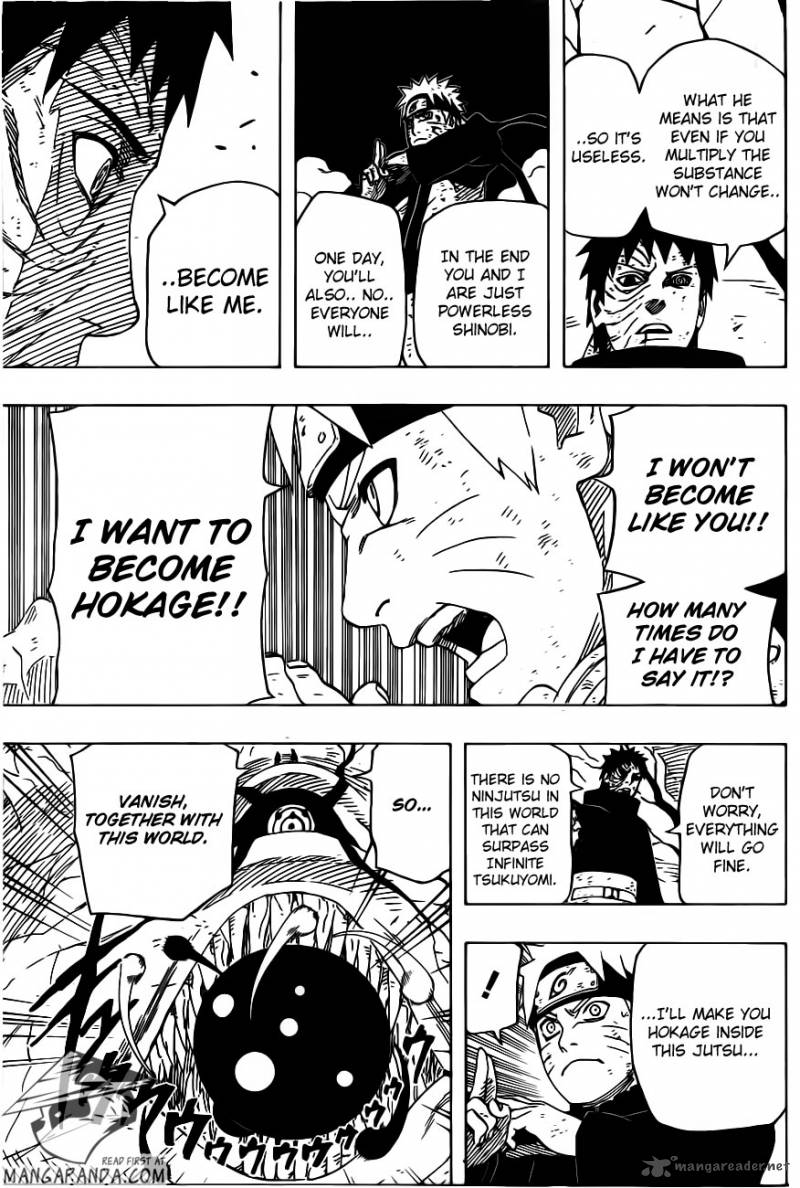 WHAT HE
MEANS IS THAT
EVEN IF YOU
MULTIPLY THE
SUBSTANCE
WON'T CHANGE..
..SO IT'S
USELESS.
IN THE END
YOU AND I
ARE JUST
POWERLESS
SHINOBI.
ONE DAY,
YOU'LL
ALSO.. NO..
EVERYONE
WILL..
..BECOME
LIKE ME.
I WON'T
BECOME
LIKE YOU!!
HOW MANY
TIMES DO
I HAVE TO
SAY IT!?
I WANT TO
BECOME
HOKAGE!!
DON'T
WORRY,
EVERYTHING
WILL GO
FINE.
THERE IS NO
NINJUTSU IN
THIS WORLD
THAT CAN
SURPASS
INFINITE
TSUKUYOMI.
...I'LL MAKE YOU
HOKAGE INSIDE
THIS JUTSU...
!
SO...
VANISH,
TOGETHER WITH
THIS WORLD.
READ FIRST AT
MANGAPANDA.COM
mangareader.net